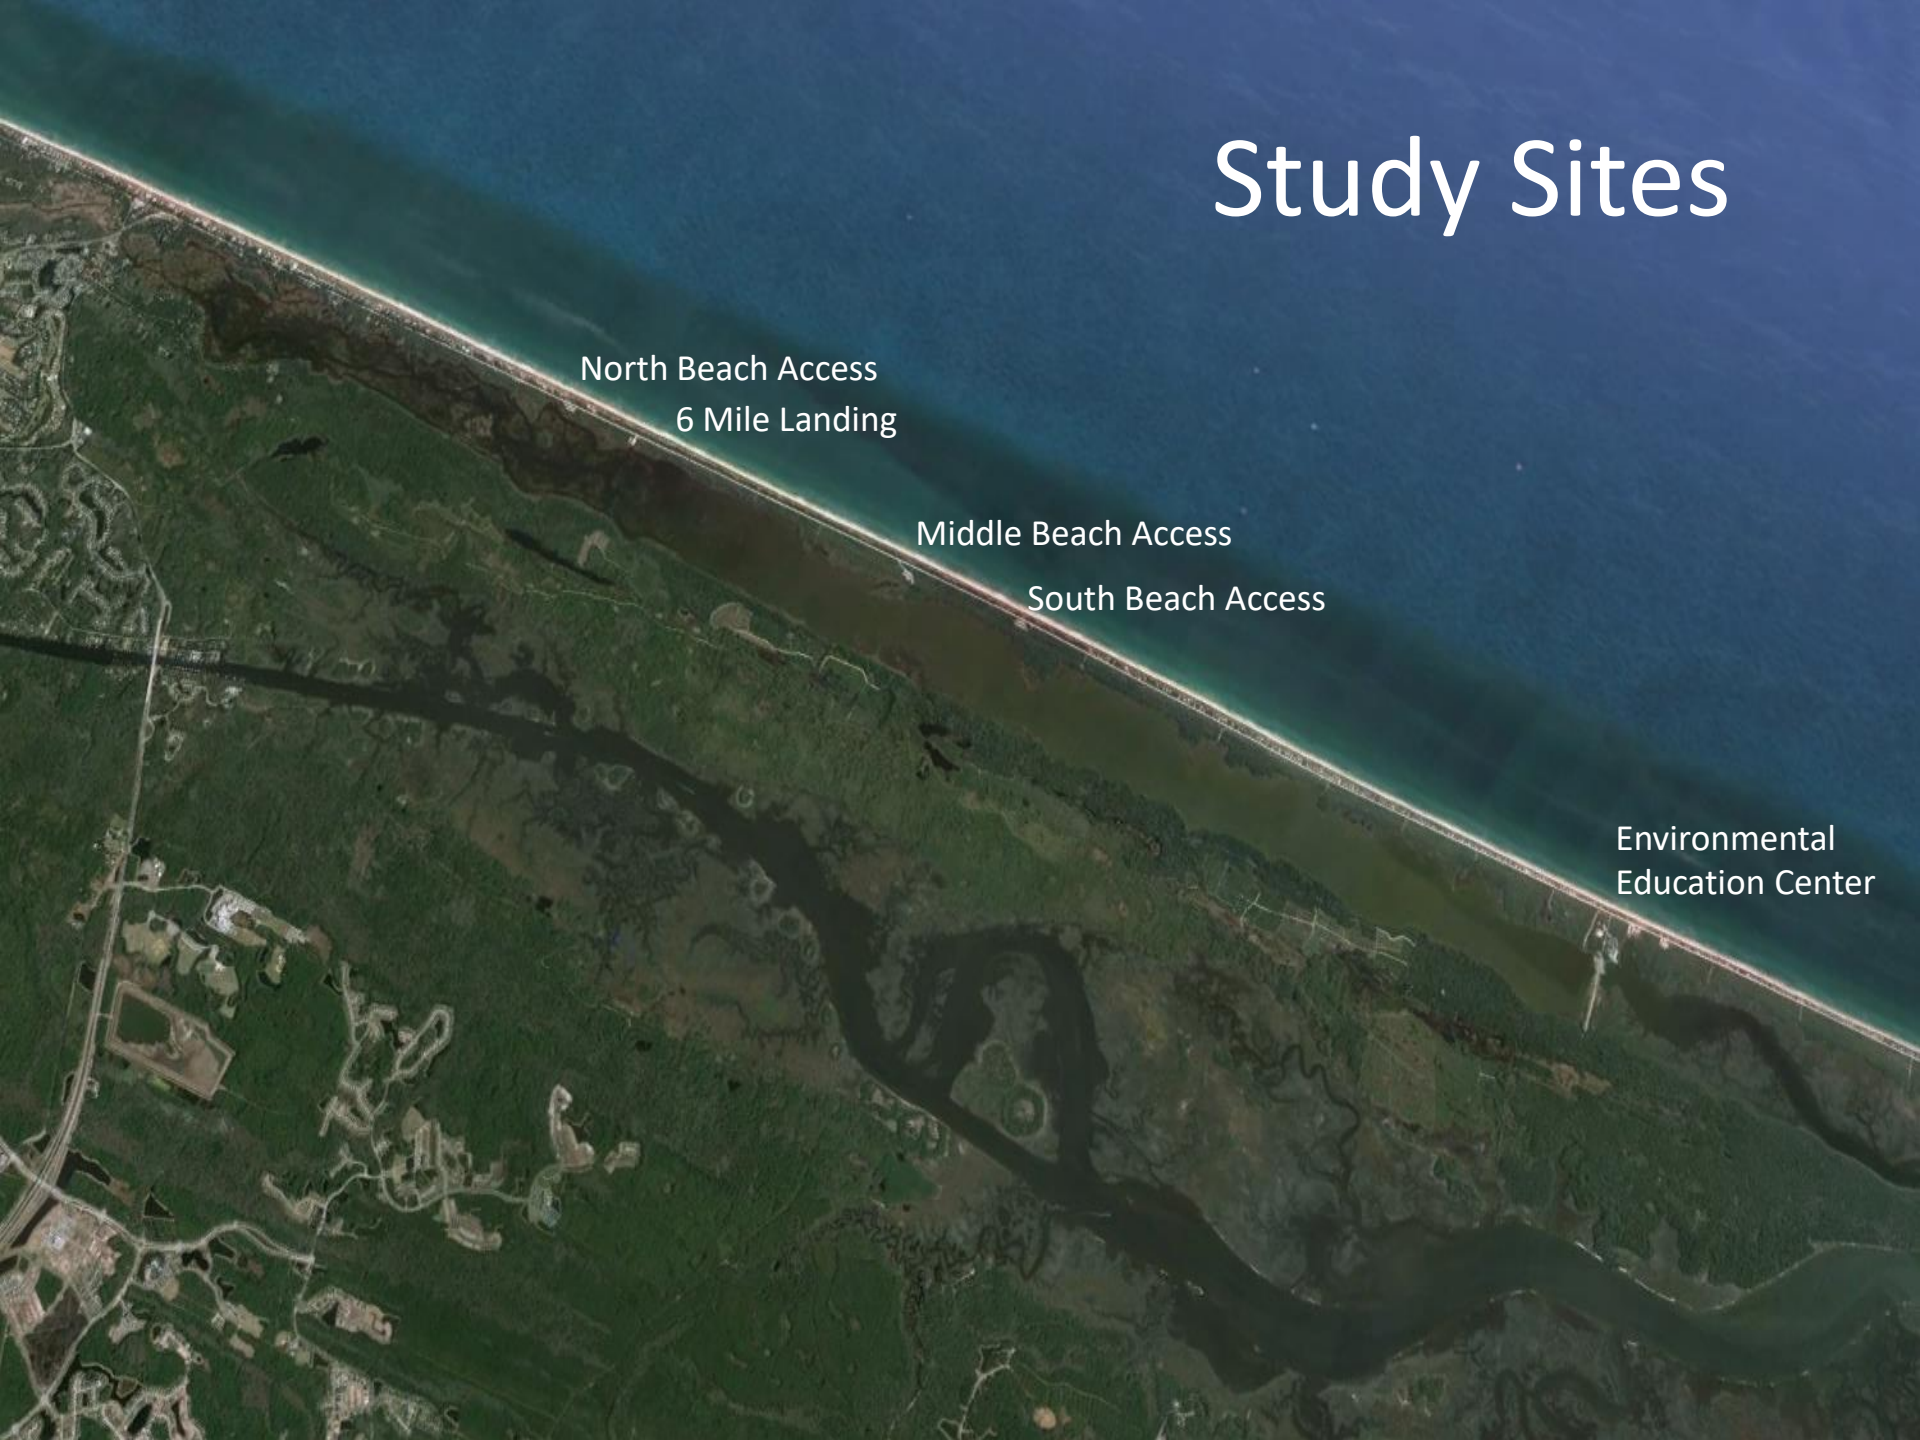 Study Sites
North Beach Access
6 Mile Landing
Middle Beach Access
South Beach Access
Environmental
Education Center